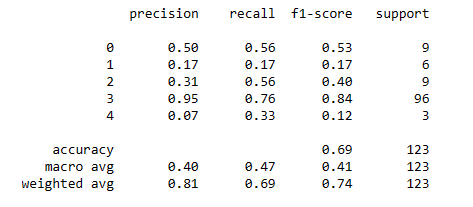 precision recall f1-score support
0 0.50 0.56 0.53 9
1 0.17 0.17 0.17 6
2 0.31 0.56 0.40 9
3 0.95 0.76 0.84 96
4 0.07 0.33 0.12 3
accuracy 0.69 123
macro avg 0.40 0.47 0.41 123
weighted avg 0.81 0.69 0.74 123